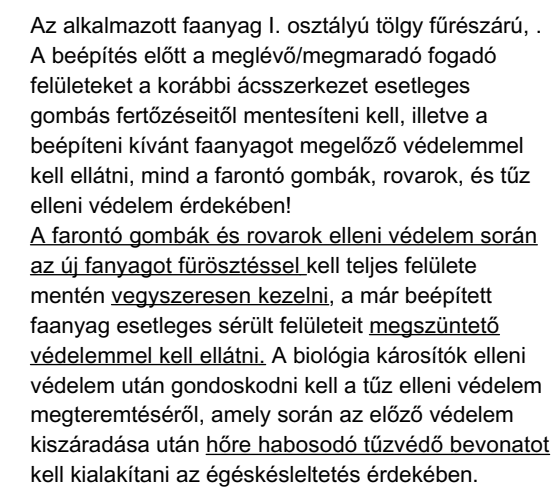 Az alkalmazott faanyag I. osztályú tölgy fűrészárú, .
A beépítés előtt a meglévő/megmaradó fogadó
felületeket a korábbi ácsszerkezet esetleges
gombás fertőzéseitől mentesíteni kell, illetve a
beépíteni kívánt faanyagot megelőző védelemmel
kell ellátni, mind a farontó gombák, rovarok, és tűz
elleni védelem érdekében!
A farontó gombák és rovarok elleni védelem során
az új fanyagot fürösztéssel kell teljes felülete
mentén vegyszeresen kezelni, a már beépített
faanyag esetleges sérült felületeit megszüntető
védelemmel kell ellátni. A biológia károsítók elleni
védelem után gondoskodni kell a tűz elleni védelem
megteremtéséről, amely során az előző védelem
kiszáradása után hőre habosodó tűzvédő bevonatot
kell kialakítani az égéskésleltetés érdekében.